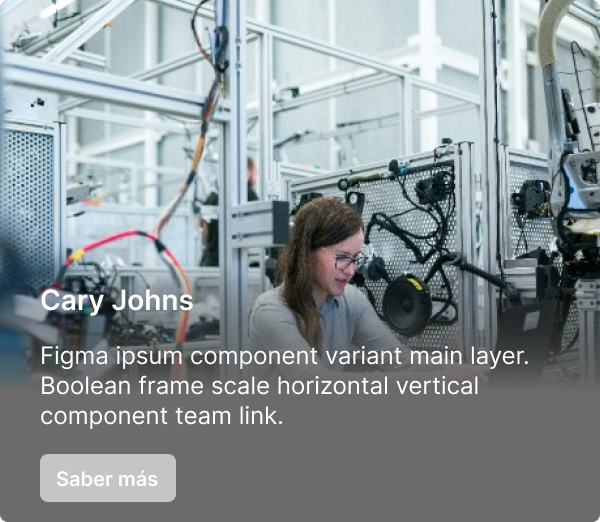 Cary Johns
Figma ipsum component variant main layer.
Boolean frame scale horizontal vertical
component team link.
Saber más